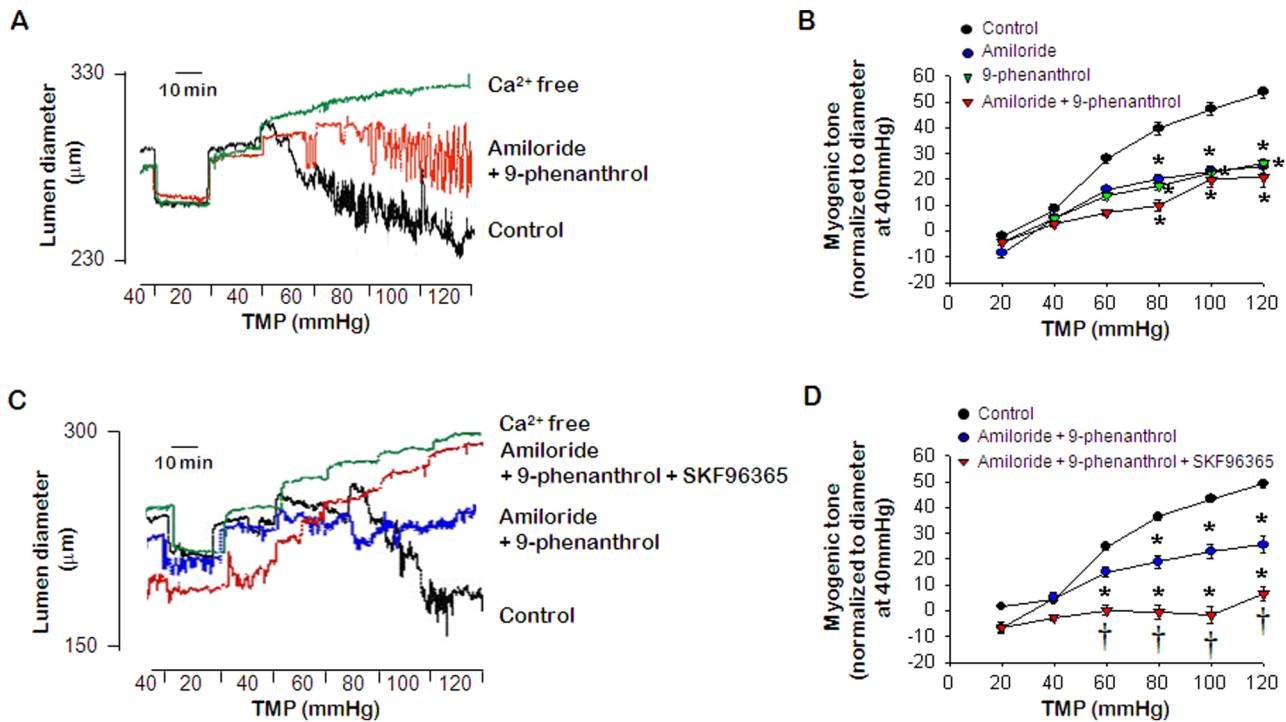 A
330
10 min
Ca²⁺ free
Amiloride
+ 9-phenanthrol
Control
Lumen diameter
(μm)
230
40 20 40 60 80 100 120
TMP (mmHg)
B
Control
Amiloride
9-phenanthrol
Amiloride + 9-phenanthrol
Myogenic tone
(normalized to diameter
at 40mmHg)
60
50
40
30
20
10
0
-10
-20
* * *
* * *
* * *
0 20 40 60 80 100 120
TMP (mmHg)
C
300
10 min
Ca²⁺ free
Amiloride
+ 9-phenanthrol + SKF96365
Amiloride
+ 9-phenanthrol
Control
Lumen diameter
(μm)
150
40 20 40 60 80 100 120
TMP (mmHg)
D
Control
Amiloride + 9-phenanthrol
Amiloride + 9-phenanthrol + SKF96365
Myogenic tone
(normalized to diameter
at 40mmHg)
60
50
40
30
20
10
0
-10
-20
* * *
* * * *
† † † †
0 20 40 60 80 100 120
TMP (mmHg)